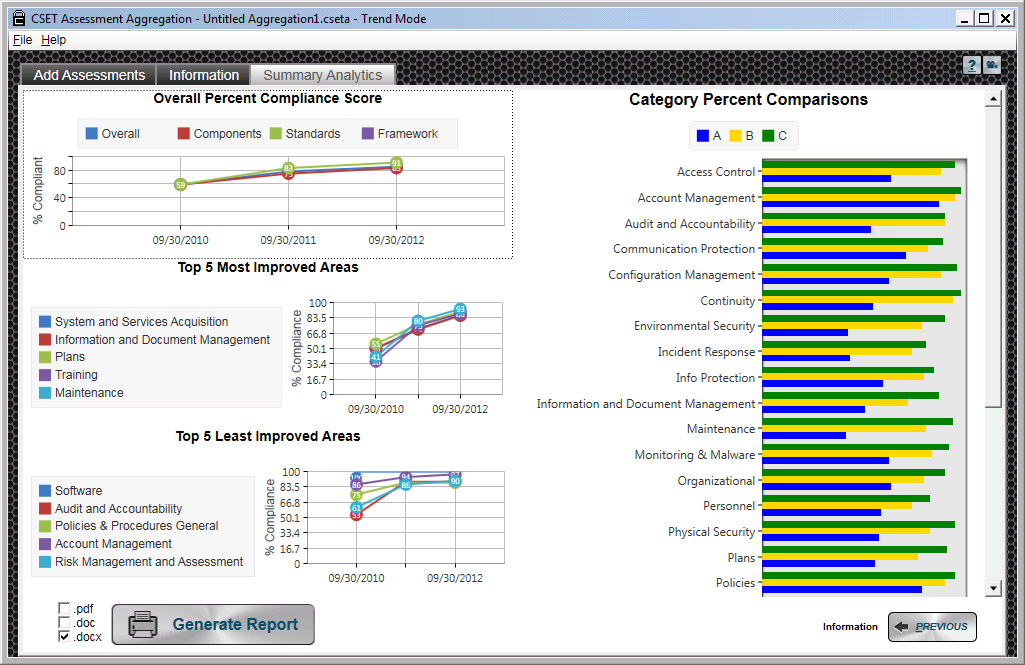 CSET Assessment Aggregation - Untitled Aggregation1.cseta - Trend Mode
File Help
Add Assessments Information Summary Analytics
?
Overall Percent Compliance Score
Overall Components Standards Framework
% Compliant
80
40
0
59
83
75
91
09/30/2010 09/30/2011 09/30/2012
Top 5 Most Improved Areas
System and Services Acquisition
Information and Document Management
Plans
Training
Maintenance
% Compliance
100
83.5
66.8
50.1
33.4
16.7
0
55
41
80
93
09/30/2010 09/30/2012
Top 5 Least Improved Areas
Software
Audit and Accountability
Policies & Procedures General
Account Management
Risk Management and Assessment
% Compliance
100
83.5
66.8
50.1
33.4
16.7
0
100
86
75
61
53
94
86
97
90
09/30/2010 09/30/2012
.pdf
.doc
.docx
Generate Report
Category Percent Comparisons
A B C
Access Control
Account Management
Audit and Accountability
Communication Protection
Configuration Management
Continuity
Environmental Security
Incident Response
Info Protection
Information and Document Management
Maintenance
Monitoring & Malware
Organizational
Personnel
Physical Security
Plans
Policies
Information PREVIOUS